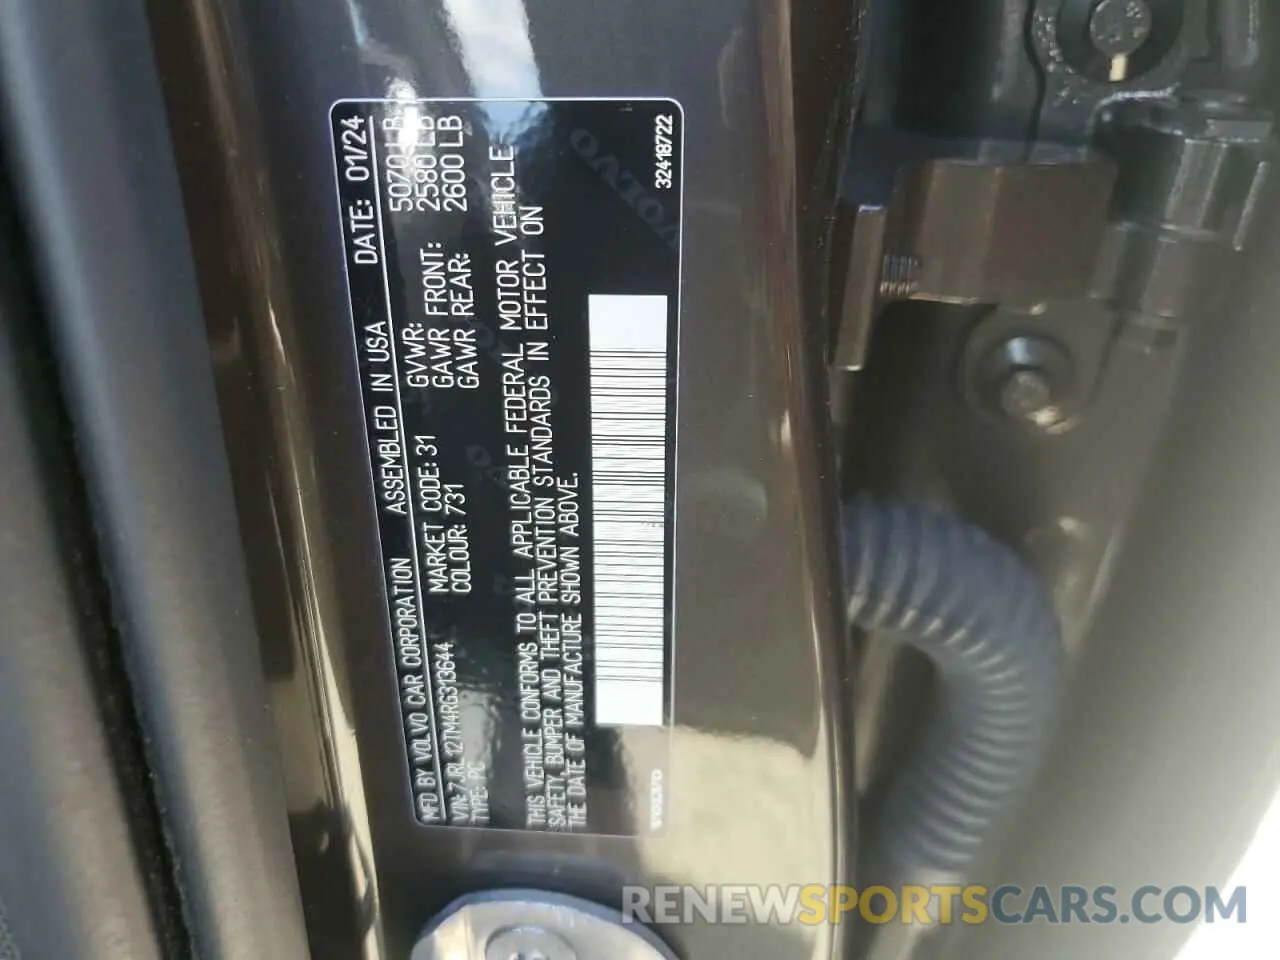 MFD BY VOLVO CAR CORPORATION ASSEMBLED IN USA DATE: 01/24
VIN: 7JRL12TM4RG313644 MARKET CODE: 31 GVWR: 5070 LB
TYPE: PC COLOUR: 731 GAWR FRONT: 2580 LB
GAWR REAR: 2600 LB
THIS VEHICLE CONFORMS TO ALL APPLICABLE FEDERAL MOTOR VEHICLE
SAFETY, BUMPER AND THEFT PREVENTION STANDARDS IN EFFECT ON
THE DATE OF MANUFACTURE SHOWN ABOVE.
VOLVO 32418722
RENEWSPORTSCARS.COM